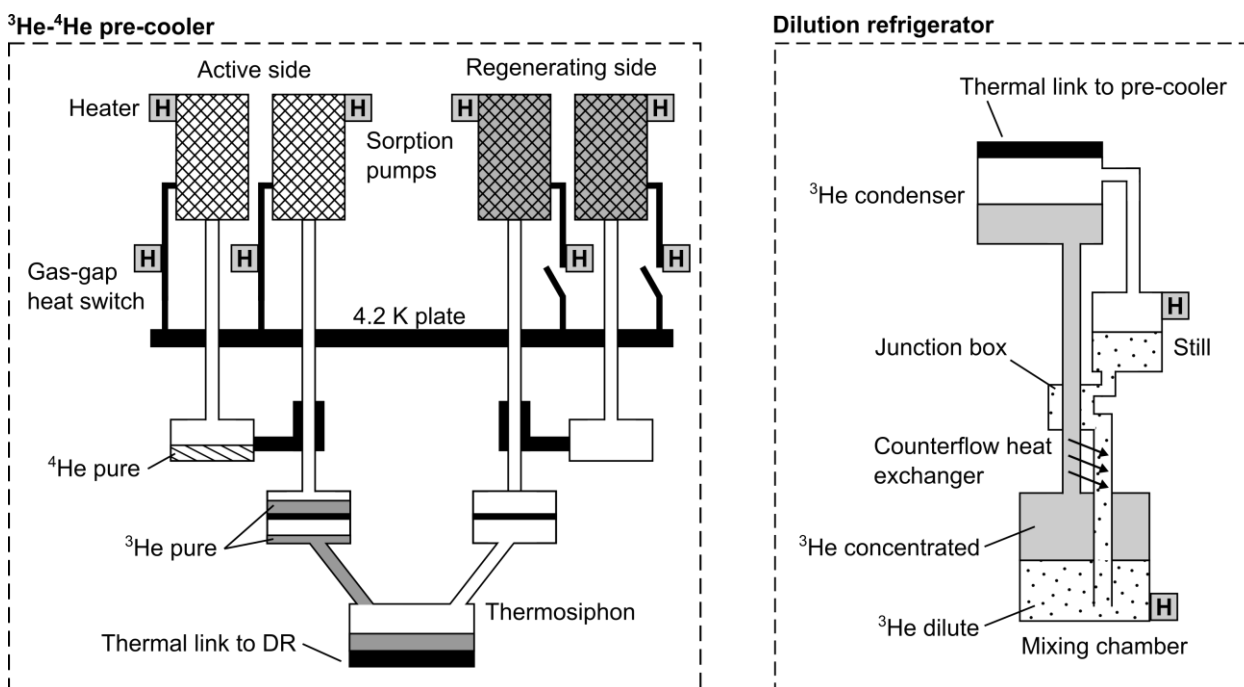 ³He-⁴He pre-cooler
Active side
Regenerating side
Heater
H
H
H
H
Sorption
pumps
H
H
H
H
Gas-gap
heat switch
4.2 K plate
⁴He pure
³He pure
Thermosiphon
Thermal link to DR
Dilution refrigerator
Thermal link to pre-cooler
³He condenser
H
Junction box
Still
Counterflow heat
exchanger
³He concentrated
³He dilute
H
Mixing chamber